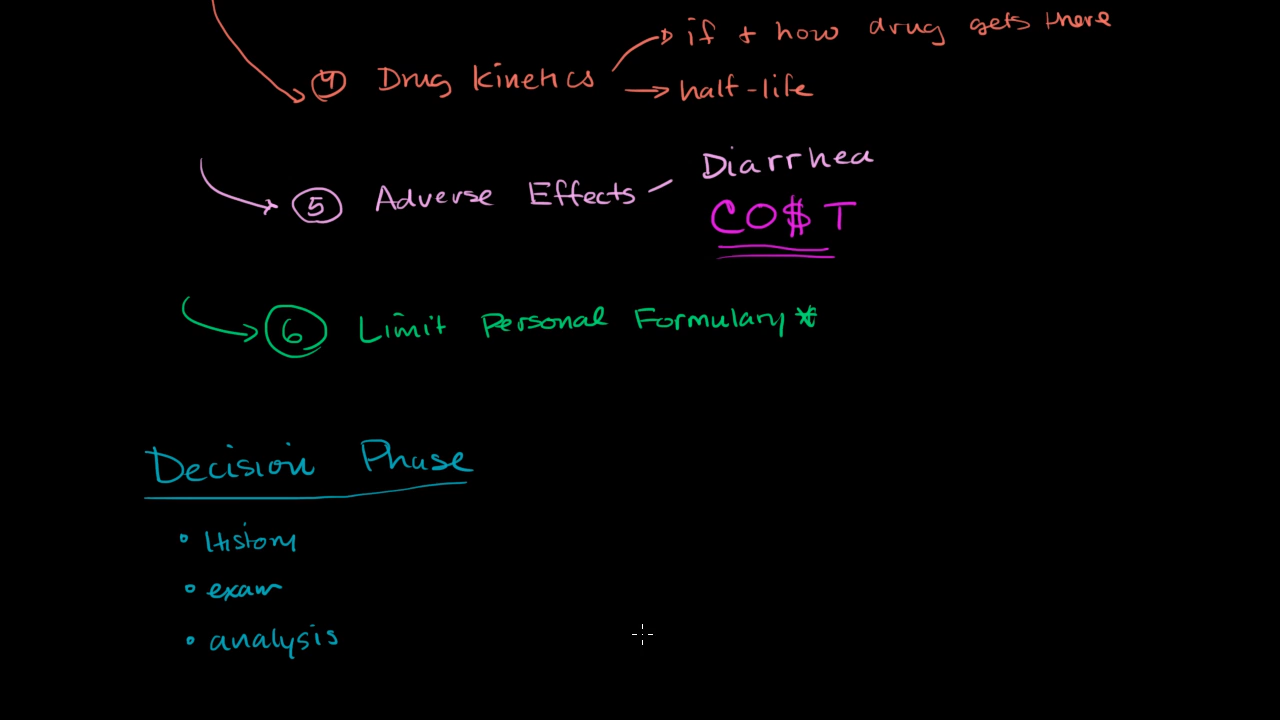 → if + how drug gets there
④ Drug Kinetics
→ half-life
⑤ Adverse Effects – Diarrhea
CO$T
⑥ Limit Personal Formulary *
Decision Phase
• History
• exam
• analysis